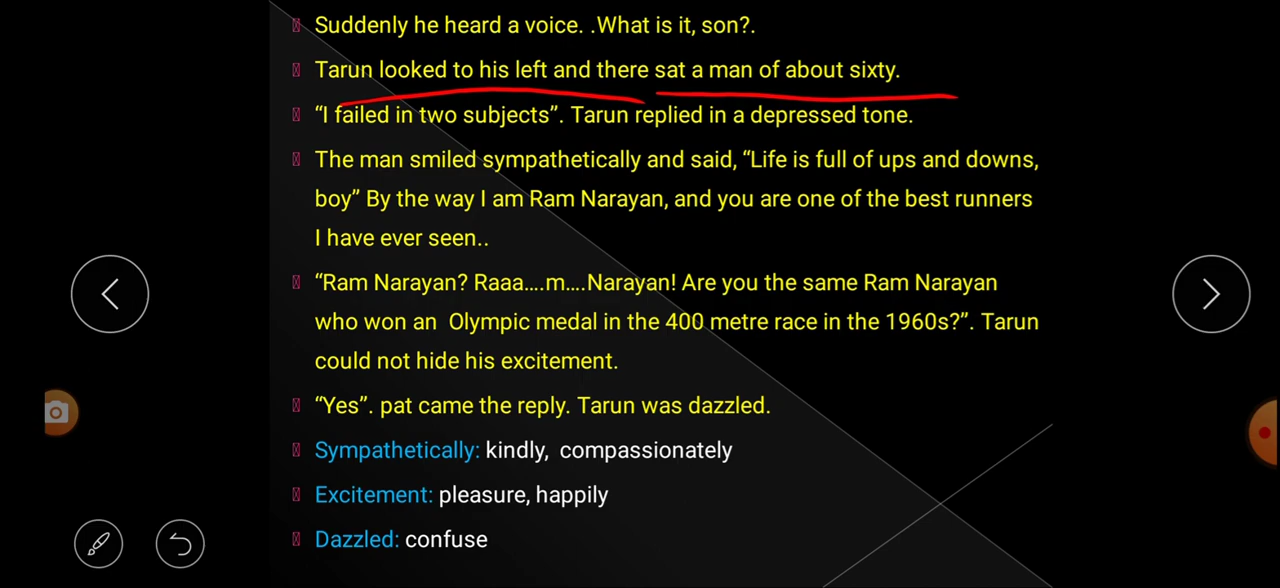 Suddenly he heard a voice. .What is it, son?.
Tarun looked to his left and there sat a man of about sixty.
“I failed in two subjects”. Tarun replied in a depressed tone.
The man smiled sympathetically and said, “Life is full of ups and downs,
boy” By the way I am Ram Narayan, and you are one of the best runners
I have ever seen..
“Ram Narayan? Raaa....m....Narayan! Are you the same Ram Narayan
who won an Olympic medal in the 400 metre race in the 1960s?”. Tarun
could not hide his excitement.
“Yes”. pat came the reply. Tarun was dazzled.
Sympathetically: kindly, compassionately
Excitement: pleasure, happily
Dazzled: confuse